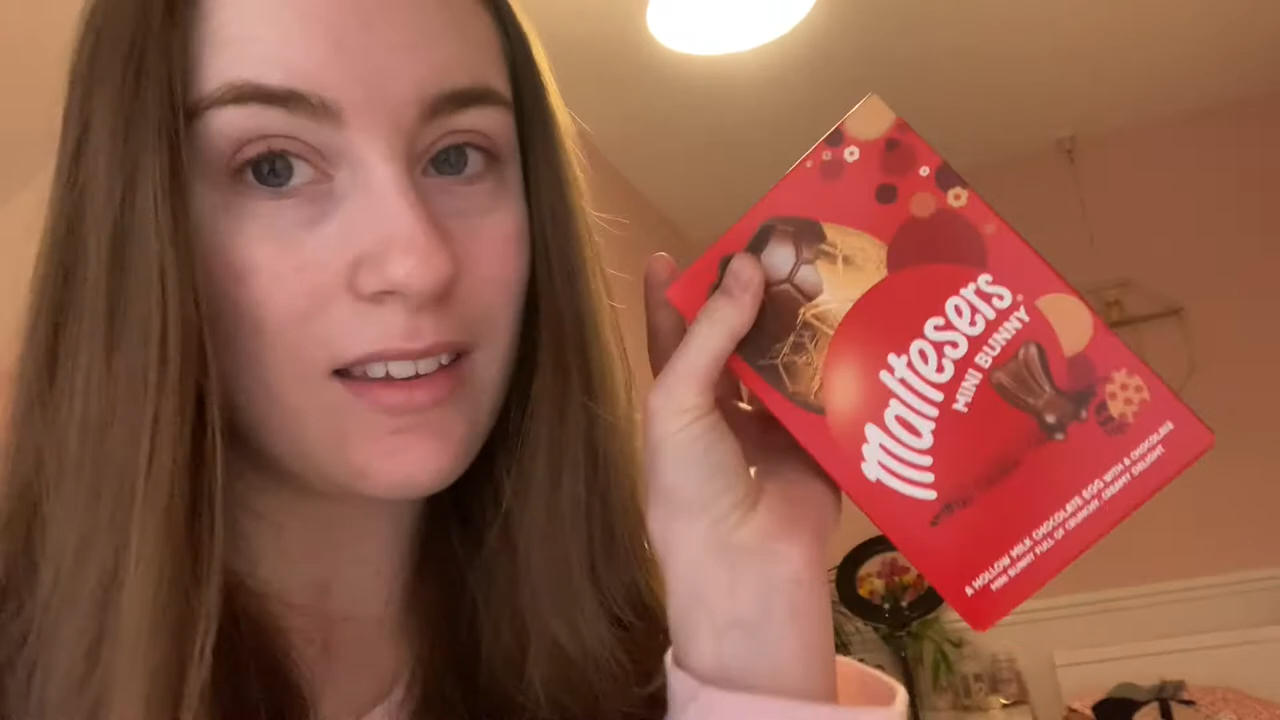 Maltesers
MINI BUNNY
A HOLLOW MILK CHOCOLATE EGG WITH A CHOCOLATE
MINI BUNNY FULL OF CRUNCHY, CREAMY DELIGHT